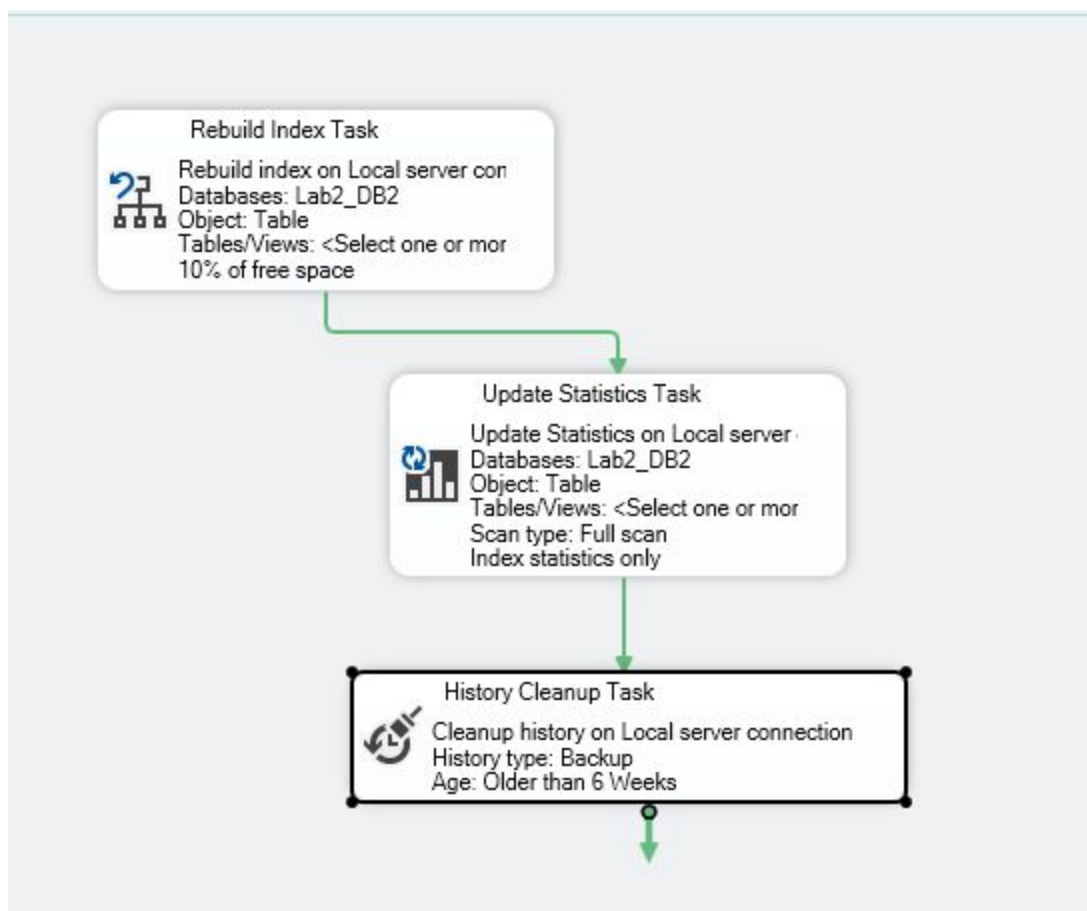 Rebuild Index Task
Rebuild index on Local server con
Databases: Lab2_DB2
Object: Table
Tables/Views: <Select one or mor
10% of free space
Update Statistics Task
Update Statistics on Local server
Databases: Lab2_DB2
Object: Table
Tables/Views: <Select one or mor
Scan type: Full scan
Index statistics only
History Cleanup Task
Cleanup history on Local server connection
History type: Backup
Age: Older than 6 Weeks